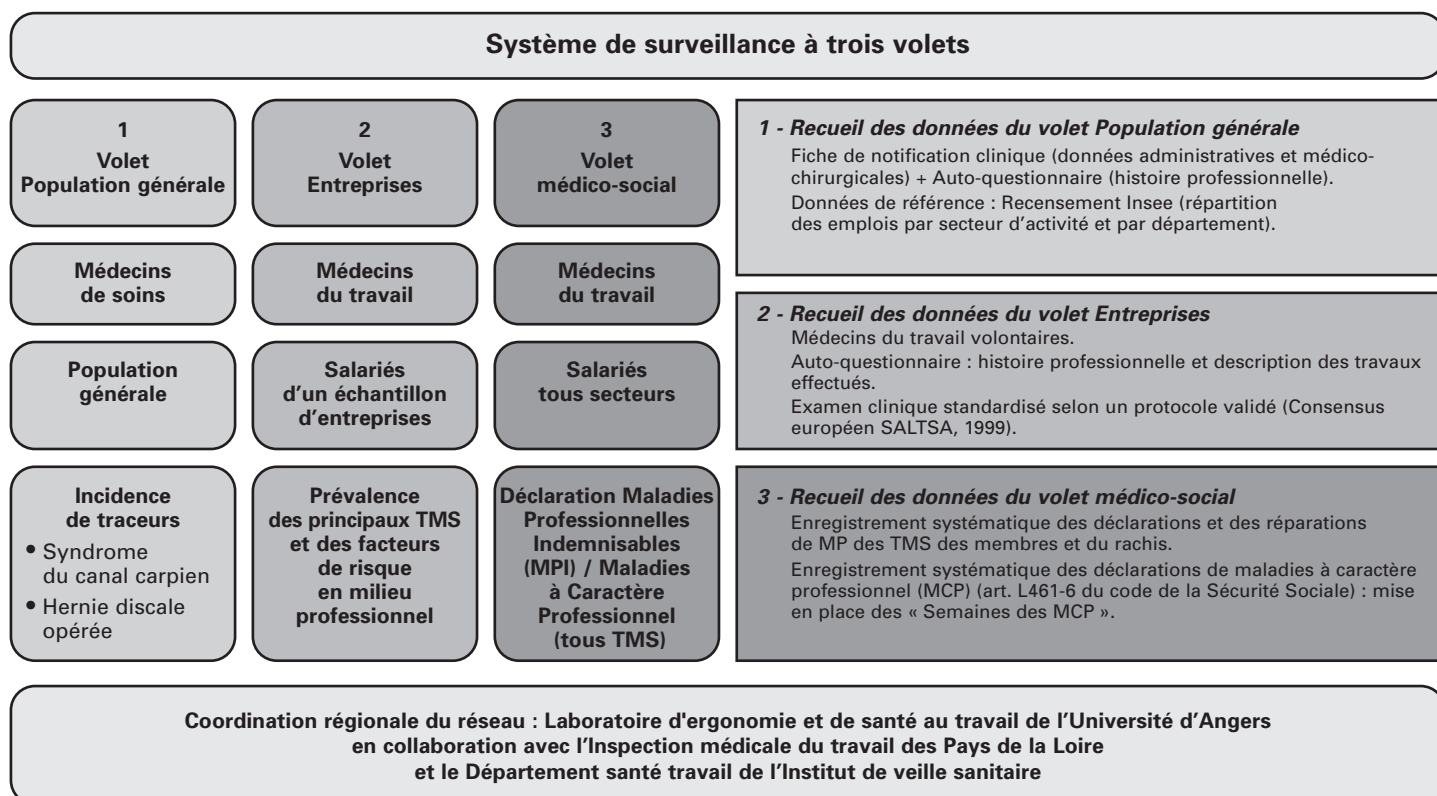 Système de surveillance à trois volets
1
Volet
Population générale
2
Volet
Entreprises
3
Volet
médico-social
Médecins
de soins
Médecins
du travail
Médecins
du travail
Population
générale
Salariés
d'un échantillon
d'entreprises
Salariés
tous secteurs
Incidence
de traceurs
• Syndrome
du canal carpien
• Hernie discale
opérée
Prévalence
des principaux TMS
et des facteurs
de risque
en milieu
professionnel
Déclaration Maladies
Professionnelles
Indemnisables
(MPI) / Maladies
à Caractère
Professionnel
(tous TMS)
1 - Recueil des données du volet Population générale
Fiche de notification clinique (données administratives et médico-
chirurgicales) + Auto-questionnaire (histoire professionnelle).
Données de référence : Recensement Insee (répartition
des emplois par secteur d'activité et par département).
2 - Recueil des données du volet Entreprises
Médecins du travail volontaires.
Auto-questionnaire : histoire professionnelle et description des travaux
effectués.
Examen clinique standardisé selon un protocole validé (Consensus
européen SALTSA, 1999).
3 - Recueil des données du volet médico-social
Enregistrement systématique des déclarations et des réparations
de MP des TMS des membres et du rachis.
Enregistrement systématique des déclarations de maladies à caractère
professionnel (MCP) (art. L461-6 du code de la Sécurité Sociale) : mise
en place des « Semaines des MCP ».
Coordination régionale du réseau : Laboratoire d'ergonomie et de santé au travail de l'Université d'Angers
en collaboration avec l'Inspection médicale du travail des Pays de la Loire
et le Département santé travail de l'Institut de veille sanitaire